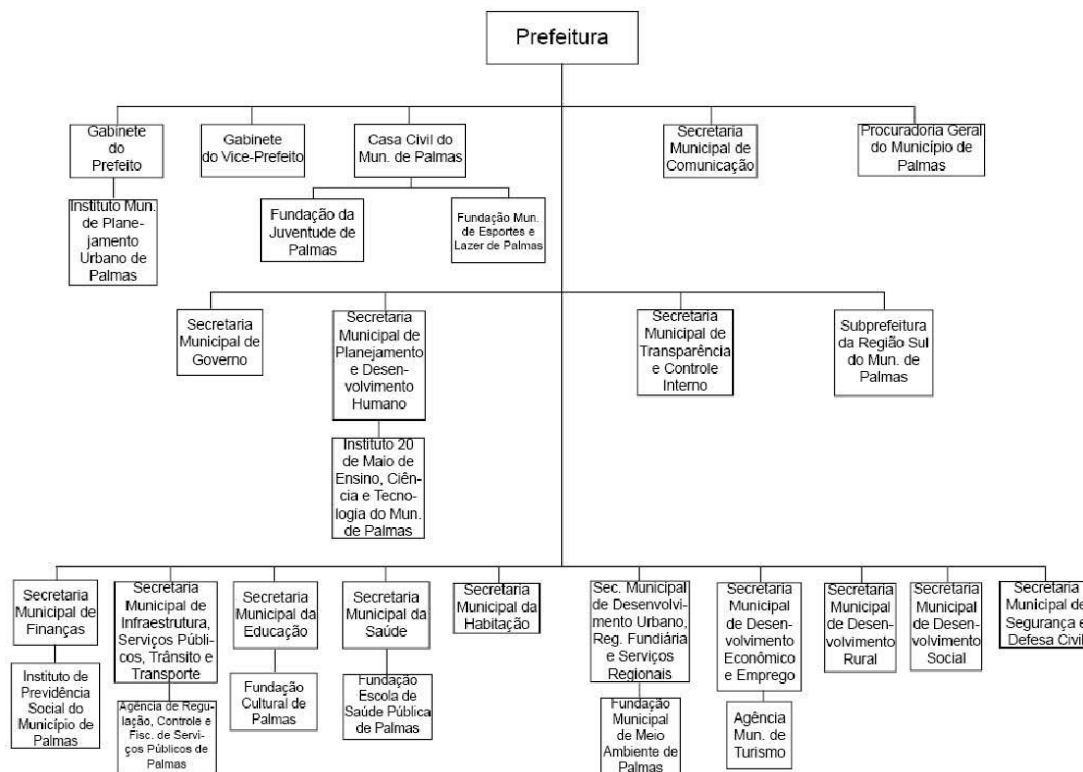 Prefeitura
Gabinete
do
Prefeito
Gabinete
do Vice-Prefeito
Casa Civil do
Mun. de Palmas
Secretaria
Municipal de
Comunicação
Procuradoria Geral
do Município de
Palmas
Instituto Mun.
de Plane-
jamento
Urbano de
Palmas
Fundação da
Juventude de
Palmas
Fundação Mun.
de Esportes e
Lazer de Palmas
Secretaria
Municipal de
Governo
Secretaria
Municipal de
Planejamento
e Desen-
volvimento
Humano
Secretaria
Municipal de
Transparência
e Controle
Interno
Subprefeitura
da Região Sul
do Mun. de
Palmas
Instituto 20
de Maio de
Ensino, Ciên-
cia e Tecno-
logia do Mun.
de Palmas
Secretaria
Municipal de
Finanças
Secretaria
Municipal de
Infraestrutura,
Serviços Públi-
cos, Trânsito e
Transporte
Secretaria
Municipal da
Educação
Secretaria
Municipal da
Saúde
Secretaria
Municipal da
Habitação
Sec. Municipal
de Desenvolvi-
mento Urbano,
Reg. Fundiária
e Serviços
Regionais
Secretaria
Municipal
de Desen-
volvimento
Econômico
e Emprego
Secretaria
Municipal
de Desen-
volvimento
Rural
Secretaria
Municipal
de Desen-
volvimento
Social
Secretaria
Municipal de
Segurança e
Defesa Civil
Instituto de
Previdência
Social do
Município de
Palmas
Agência de Regu-
lação, Controle e
Fisc. de Servi-
ços Públicos de
Palmas
Fundação
Cultural de
Palmas
Fundação
Escola de
Saúde Pública
de Palmas
Fundação
Municipal
de Meio
Ambiente de
Palmas
Agência
Mun. de
Turismo